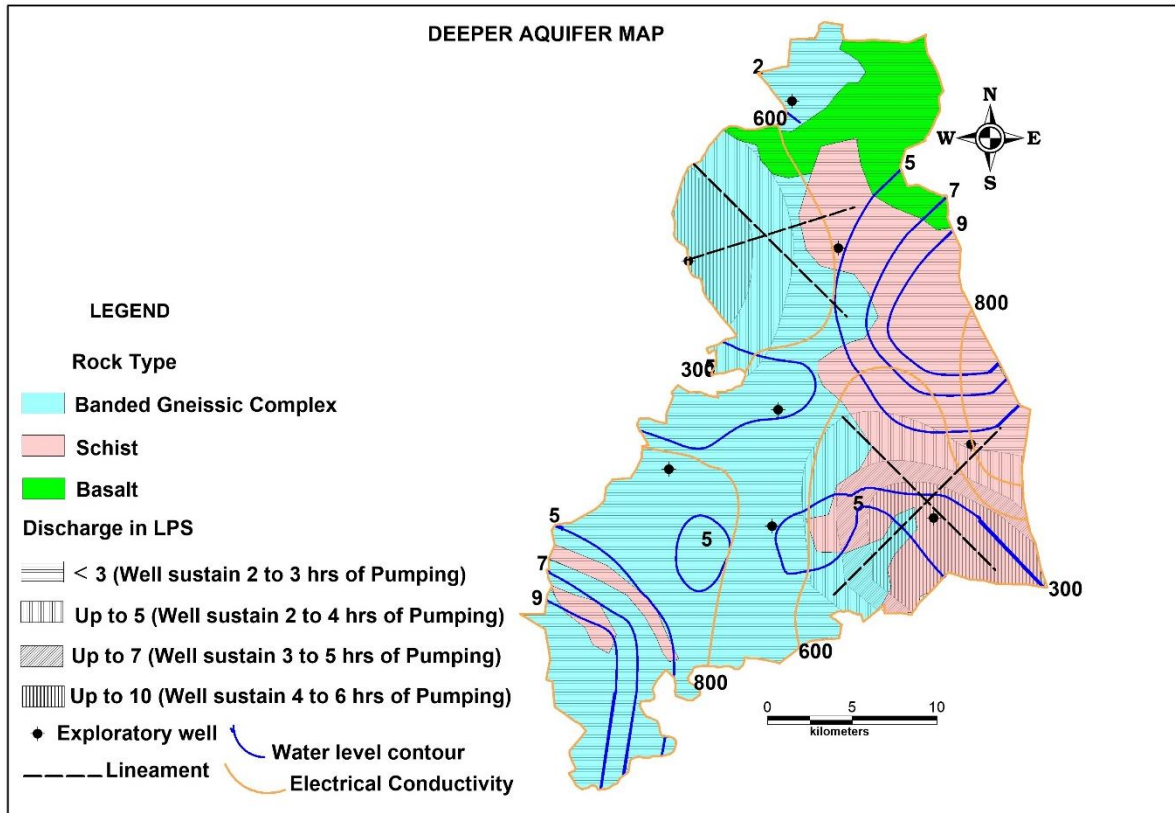 DEEPER AQUIFER MAP
2
600
N
W E
S
5
7
9
800
LEGEND
Rock Type
Banded Gneissic Complex
Schist
Basalt
Discharge in LPS
< 3 (Well sustain 2 to 3 hrs of Pumping)
Up to 5 (Well sustain 2 to 4 hrs of Pumping)
Up to 7 (Well sustain 3 to 5 hrs of Pumping)
Up to 10 (Well sustain 4 to 6 hrs of Pumping)
Exploratory well
Water level contour
Lineament
Electrical Conductivity
5
300
5
5
5
7
9
300
600
800
0 5 10
kilometers